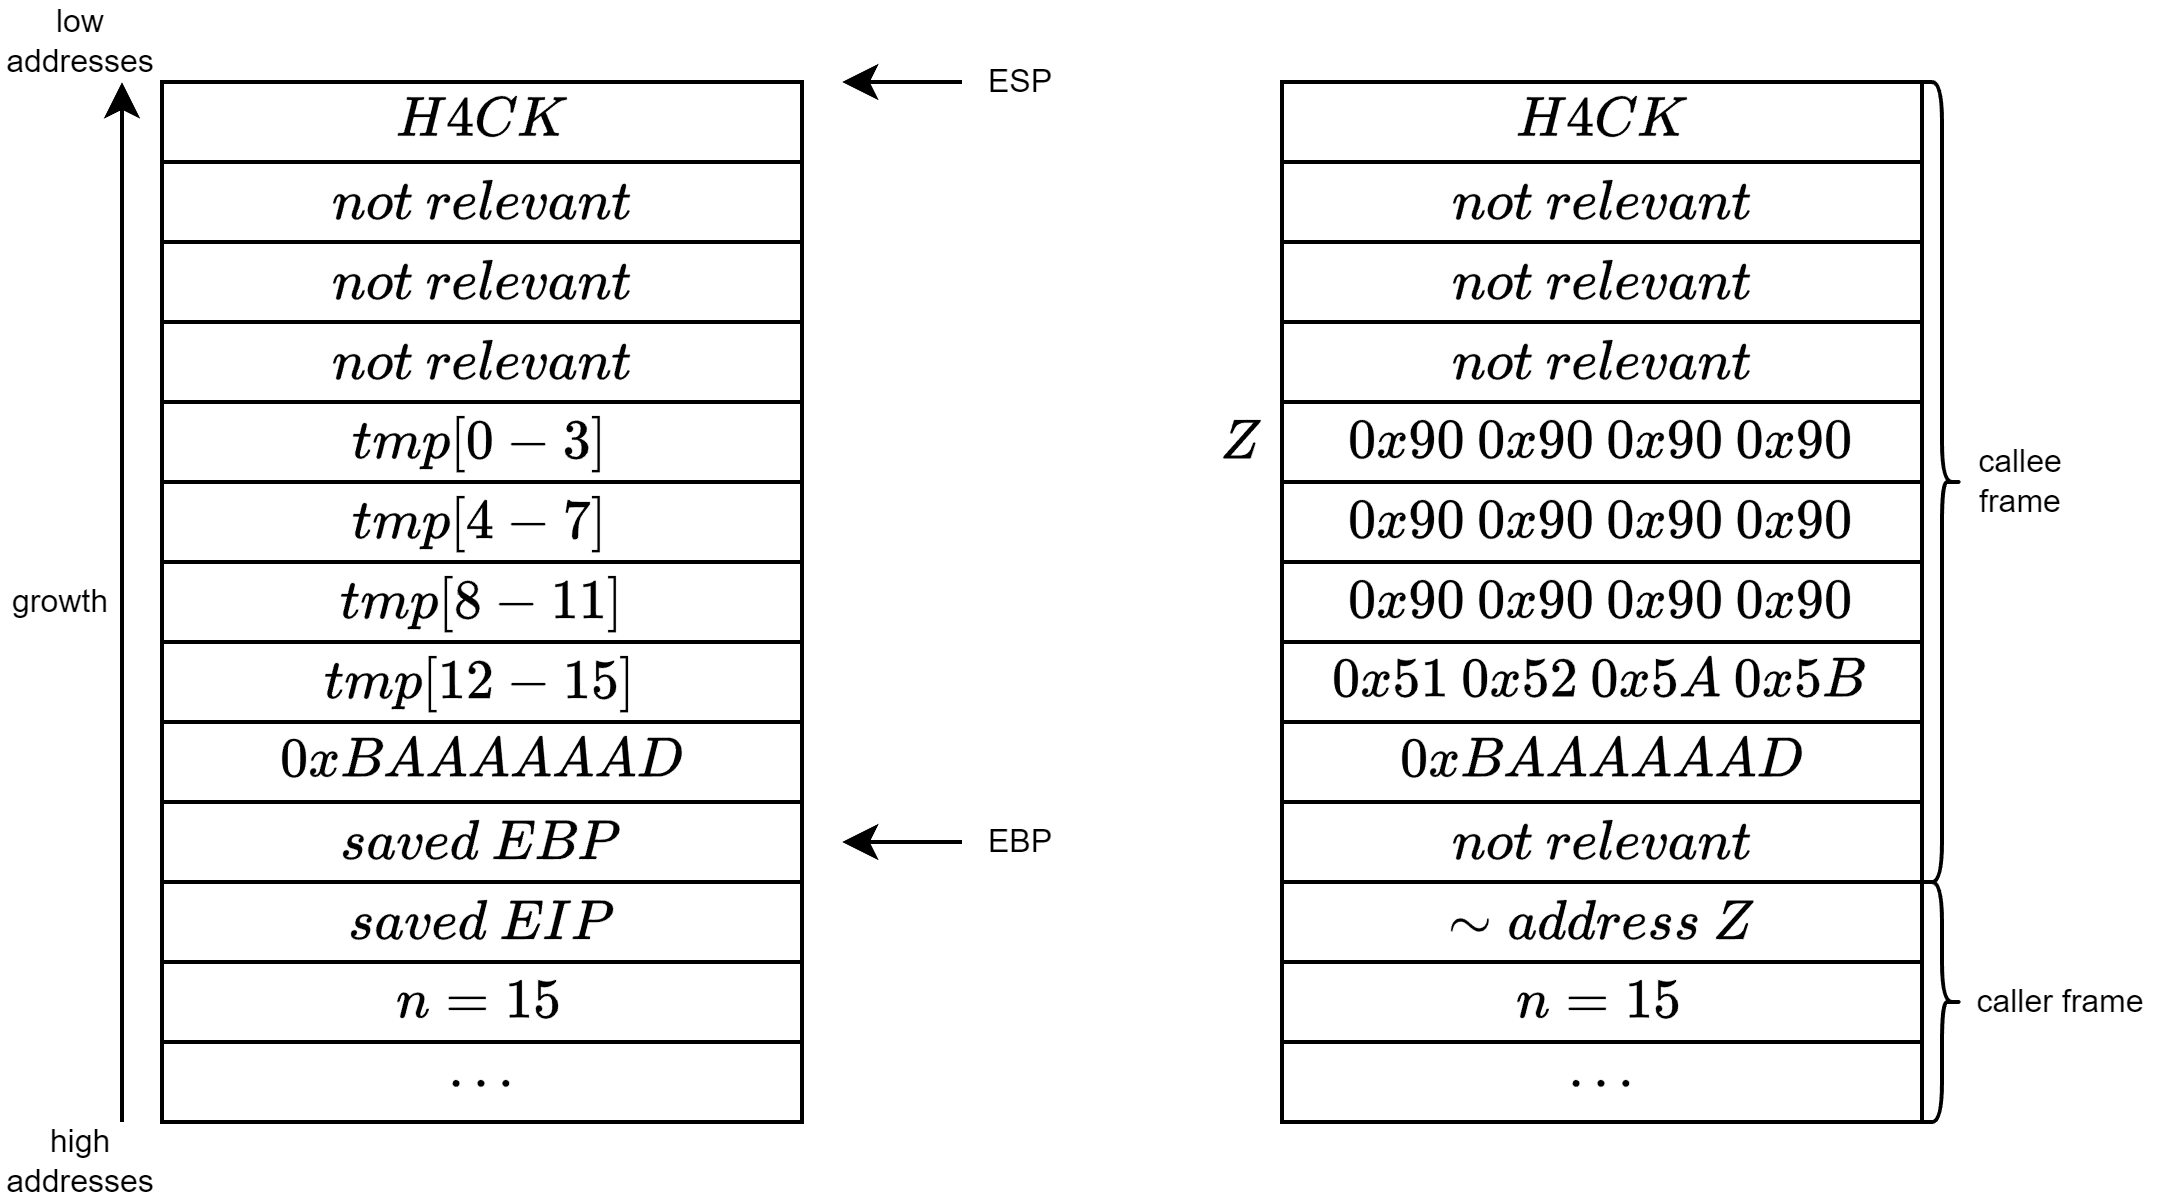 low
addresses
ESP
H4CK
not relevant
not relevant
not relevant
tmp[0 − 3]
tmp[4 − 7]
tmp[8 − 11]
tmp[12 − 15]
0xBAAAAAAD
saved EBP
EBP
saved EIP
n = 15
...
growth
high
addresses
H4CK
not relevant
not relevant
not relevant
Z
0x90 0x90 0x90 0x90
0x90 0x90 0x90 0x90
0x90 0x90 0x90 0x90
0x51 0x52 0x5A 0x5B
0xBAAAAAAD
not relevant
∼ address Z
n = 15
...
callee
frame
caller frame